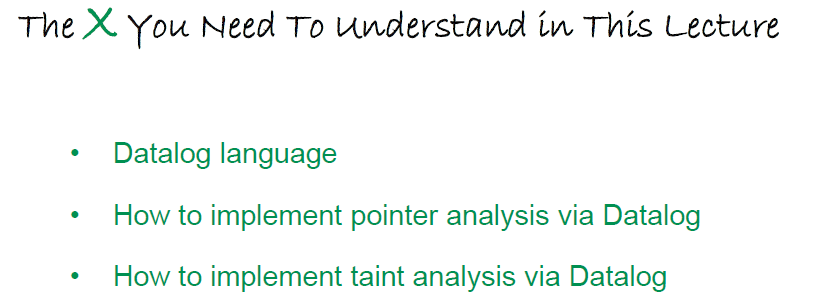 The X You Need To Understand in This Lecture
• Datalog language
• How to implement pointer analysis via Datalog
• How to implement taint analysis via Datalog